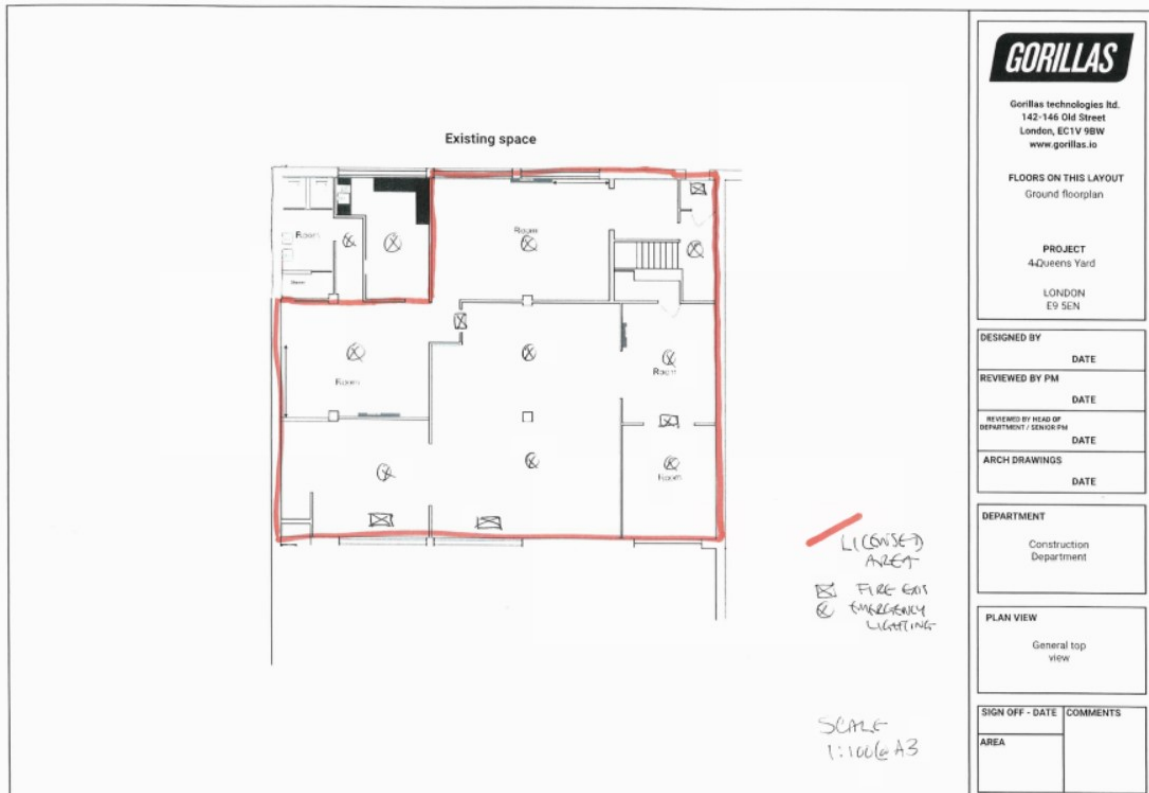 Existing space
Room
Room
Room
Room
Room
LICENSED
AREA
FIRE EXIT
EMERGENCY
LIGHTING
SCALE
1:100@A3
GORILLAS
Gorillas technologies ltd.
142-146 Old Street
London, EC1V 9BW
www.gorillas.io
FLOORS ON THIS LAYOUT
Ground floorplan
PROJECT
4 Queens Yard
LONDON
E9 5EN
DESIGNED BY
DATE
REVIEWED BY PM
DATE
REVIEWED BY HEAD OF
DEPARTMENT / SENIOR PM
DATE
ARCH DRAWINGS
DATE
DEPARTMENT
Construction
Department
PLAN VIEW
General top
view
SIGN OFF - DATE
COMMENTS
AREA